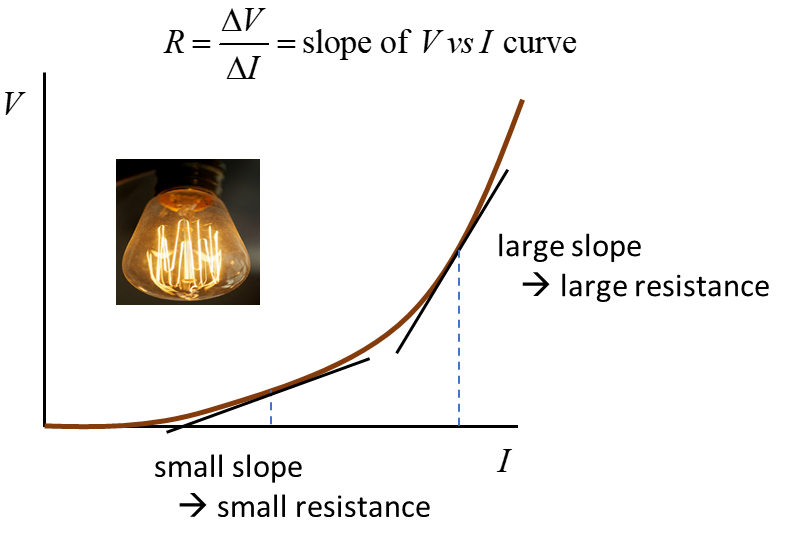 R = ΔV/ΔI = slope of V vs I curve
V
large slope
→ large resistance
I
small slope
→ small resistance